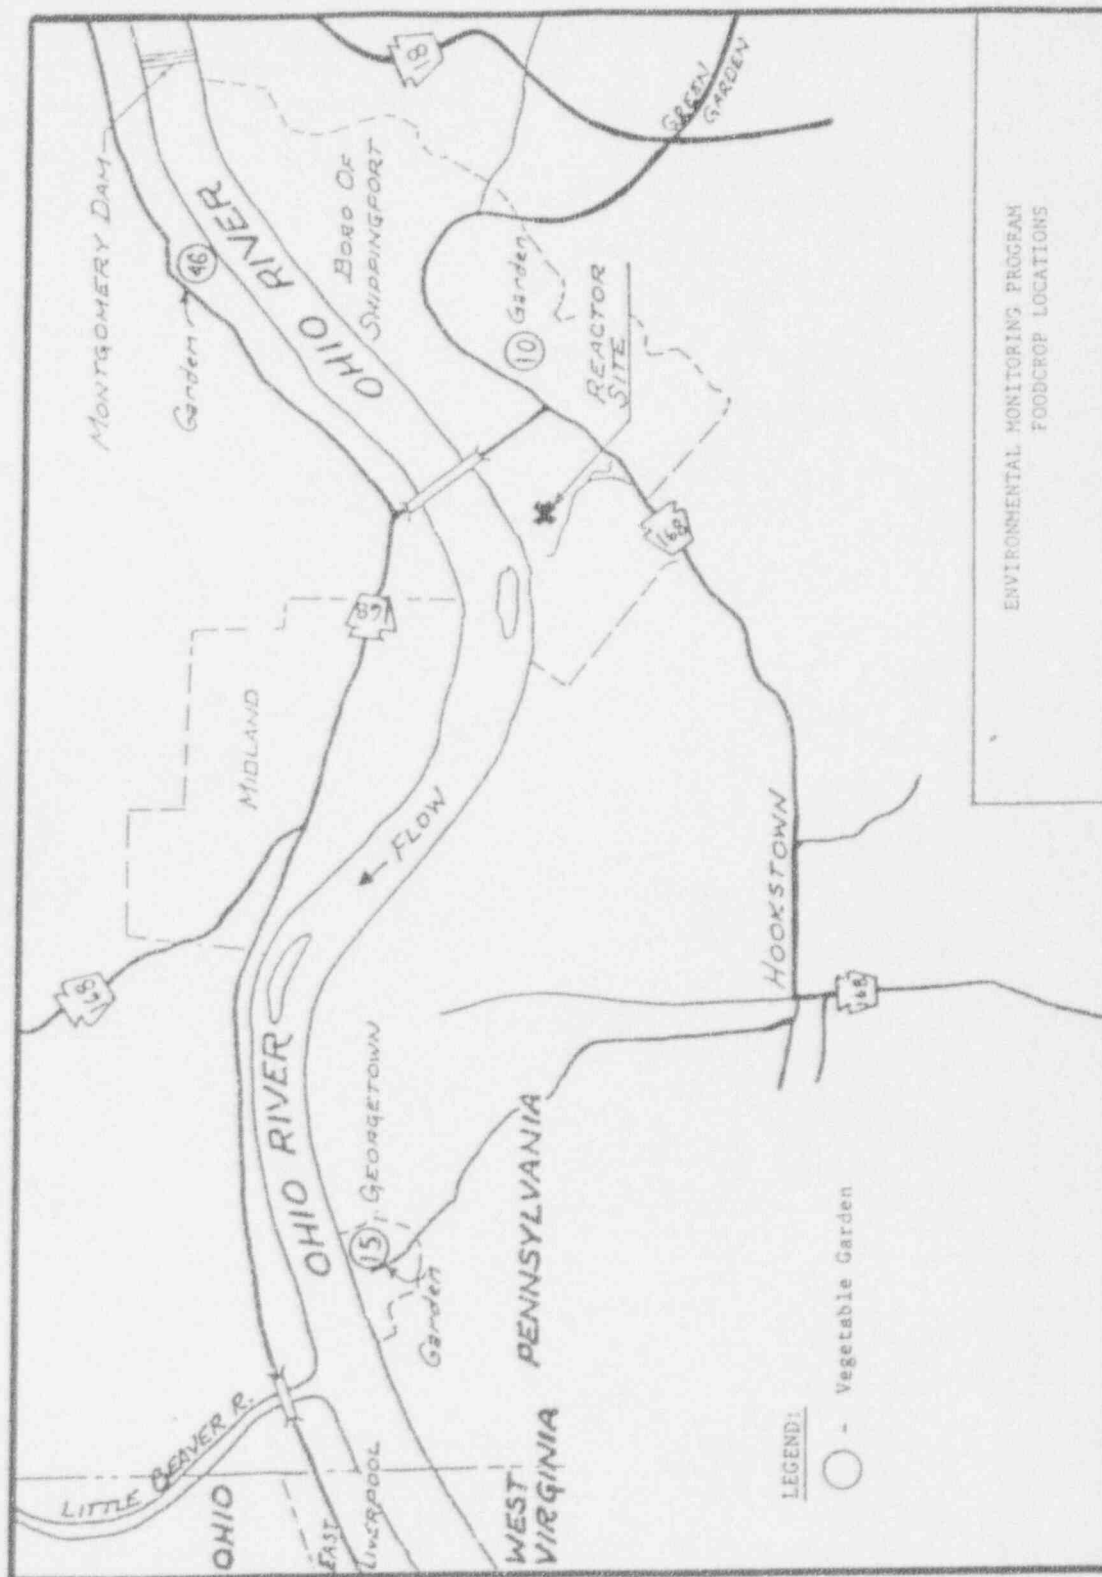 MONTGOMERY DAM
18
GREEN
GARDEN
46
Garden
OHIO RIVER
BORO OF
SHIPPINGPORT
10 Garden
REACTOR
SITE
168
68
MIDLAND
FLOW
68
HOOKSTOWN
168
OHIO RIVER
GEORGETOWN
15
Garden
PENNSYLVANIA
LITTLE BEAVER R.
OHIO
EAST
LIVERPOOL
WEST
VIRGINIA
LEGEND:
- Vegetable Garden
ENVIRONMENTAL MONITORING PROGRAM
FOODCROP LOCATIONS